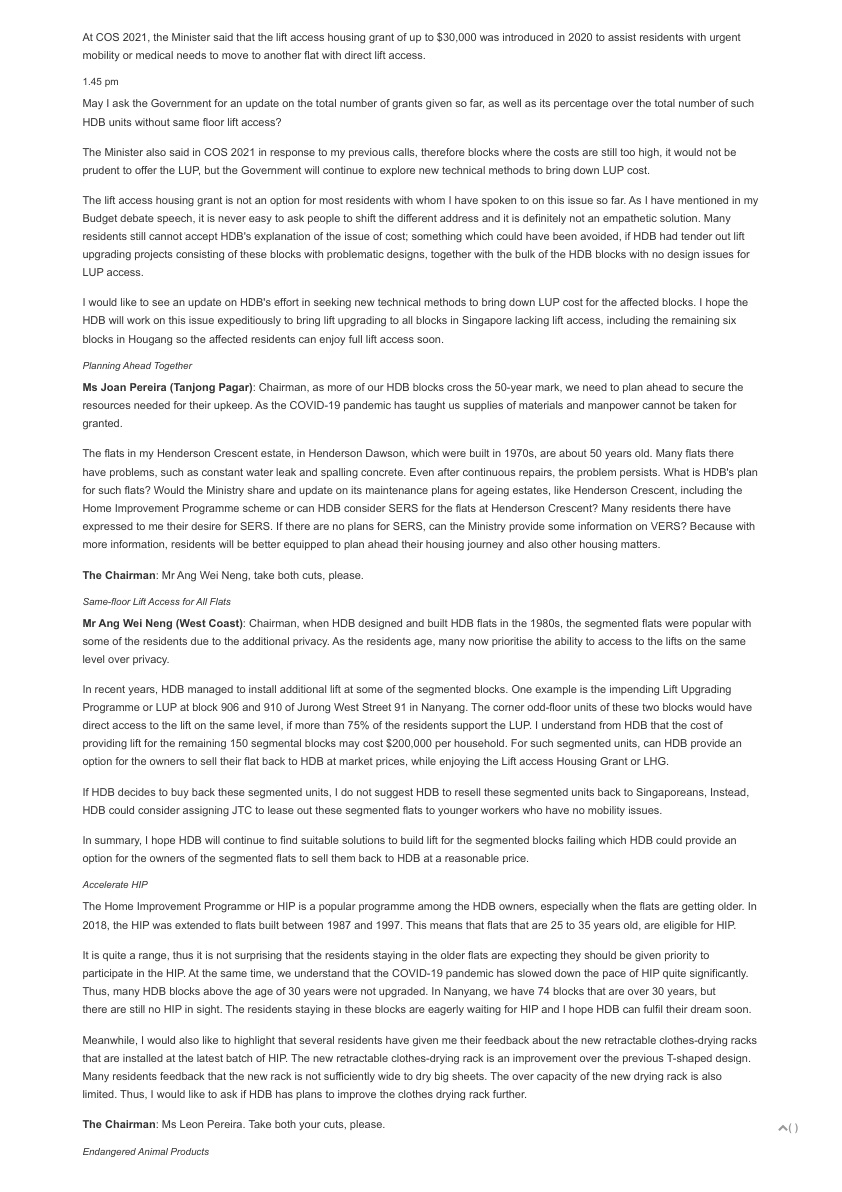 At COS 2021, the Minister said that the lift access housing grant of up to $30,000 was introduced in 2020 to assist residents with urgent
mobility or medical needs to move to another flat with direct lift access.
1.45 pm
May I ask the Government for an update on the total number of grants given so far, as well as its percentage over the total number of such
HDB units without same floor lift access?
The Minister also said in COS 2021 in response to my previous calls, therefore blocks where the costs are still too high, it would not be
prudent to offer the LUP, but the Government will continue to explore new technical methods to bring down LUP cost.
The lift access housing grant is not an option for most residents with whom I have spoken to on this issue so far. As I have mentioned in my
Budget debate speech, it is never easy to ask people to shift the different address and it is definitely not an empathetic solution. Many
residents still cannot accept HDB's explanation of the issue of cost; something which could have been avoided, if HDB had tender out lift
upgrading projects consisting of these blocks with problematic designs, together with the bulk of the HDB blocks with no design issues for
LUP access.
I would like to see an update on HDB's effort in seeking new technical methods to bring down LUP cost for the affected blocks. I hope the
HDB will work on this issue expeditiously to bring lift upgrading to all blocks in Singapore lacking lift access, including the remaining six
blocks in Hougang so the affected residents can enjoy full lift access soon.
Planning Ahead Together
Ms Joan Pereira (Tanjong Pagar): Chairman, as more of our HDB blocks cross the 50-year mark, we need to plan ahead to secure the
resources needed for their upkeep. As the COVID-19 pandemic has taught us supplies of materials and manpower cannot be taken for
granted.
The flats in my Henderson Crescent estate, in Henderson Dawson, which were built in 1970s, are about 50 years old. Many flats there
have problems, such as constant water leak and spalling concrete. Even after continuous repairs, the problem persists. What is HDB's plan
for such flats? Would the Ministry share and update on its maintenance plans for ageing estates, like Henderson Crescent, including the
Home Improvement Programme scheme or can HDB consider SERS for the flats at Henderson Crescent? Many residents there have
expressed to me their desire for SERS. If there are no plans for SERS, can the Ministry provide some information on VERS? Because with
more information, residents will be better equipped to plan ahead their housing journey and also other housing matters.
The Chairman: Mr Ang Wei Neng, take both cuts, please.
Same-floor Lift Access for All Flats
Mr Ang Wei Neng (West Coast): Chairman, when HDB designed and built HDB flats in the 1980s, the segmented flats were popular with
some of the residents due to the additional privacy. As the residents age, many now prioritise the ability to access to the lifts on the same
level over privacy.
In recent years, HDB managed to install additional lift at some of the segmented blocks. One example is the impending Lift Upgrading
Programme or LUP at block 906 and 910 of Jurong West Street 91 in Nanyang. The corner odd-floor units of these two blocks would have
direct access to the lift on the same level, if more than 75% of the residents support the LUP. I understand from HDB that the cost of
providing lift for the remaining 150 segmental blocks may cost $200,000 per household. For such segmented units, can HDB provide an
option for the owners to sell their flat back to HDB at market prices, while enjoying the Lift access Housing Grant or LHG.
If HDB decides to buy back these segmented units, I do not suggest HDB to resell these segmented units back to Singaporeans, Instead,
HDB could consider assigning JTC to lease out these segmented flats to younger workers who have no mobility issues.
In summary, I hope HDB will continue to find suitable solutions to build lift for the segmented blocks failing which HDB could provide an
option for the owners of the segmented flats to sell them back to HDB at a reasonable price.
Accelerate HIP
The Home Improvement Programme or HIP is a popular programme among the HDB owners, especially when the flats are getting older. In
2018, the HIP was extended to flats built between 1987 and 1997. This means that flats that are 25 to 35 years old, are eligible for HIP.
It is quite a range, thus it is not surprising that the residents staying in the older flats are expecting they should be given priority to
participate in the HIP. At the same time, we understand that the COVID-19 pandemic has slowed down the pace of HIP quite significantly.
Thus, many HDB blocks above the age of 30 years were not upgraded. In Nanyang, we have 74 blocks that are over 30 years, but
there are still no HIP in sight. The residents staying in these blocks are eagerly waiting for HIP and I hope HDB can fulfil their dream soon.
Meanwhile, I would also like to highlight that several residents have given me their feedback about the new retractable clothes-drying racks
that are installed at the latest batch of HIP. The new retractable clothes-drying rack is an improvement over the previous T-shaped design.
Many residents feedback that the new rack is not sufficiently wide to dry big sheets. The over capacity of the new drying rack is also
limited. Thus, I would like to ask if HDB has plans to improve the clothes drying rack further.
The Chairman: Ms Leon Pereira. Take both your cuts, please.
( )
Endangered Animal Products